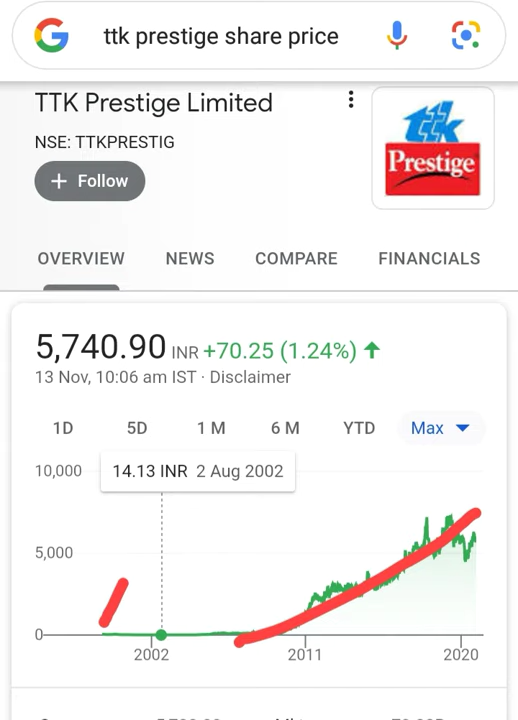 ttk prestige share price
TTK Prestige Limited
ttk
Prestige
NSE: TTKPRESTIG
+ Follow
OVERVIEW NEWS COMPARE FINANCIALS
5,740.90 INR +70.25 (1.24%) ↑
13 Nov, 10:06 am IST · Disclaimer
1D 5D 1 M 6 M YTD Max
10,000
14.13 INR 2 Aug 2002
5,000
0
2002 2011 2020